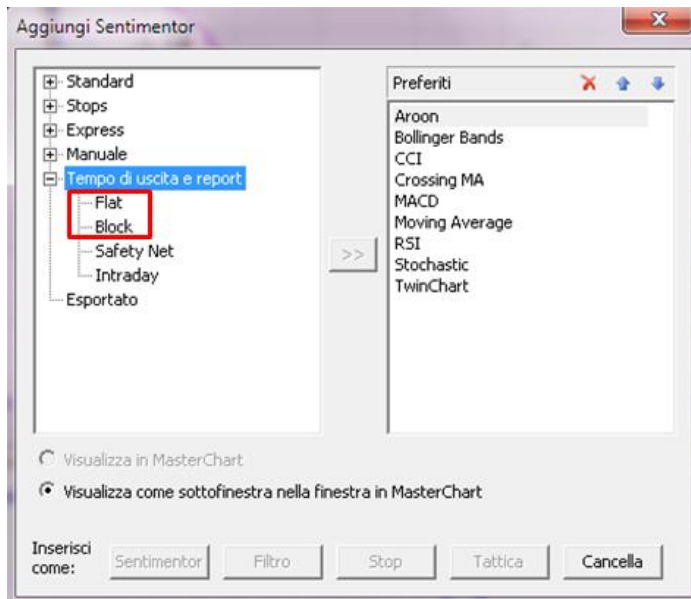 Aggiungi Sentimentor
Standard
Stops
Express
Manuale
Tempo di uscita e report
Flat
Block
Safety Net
Intraday
Esportato
>>
Preferiti
Aroon
Bollinger Bands
CCI
Crossing MA
MACD
Moving Average
RSI
Stochastic
TwinChart
Visualizza in MasterChart
Visualizza come sottofinestra nella finestra in MasterChart
Inserisci
come:
Sentimentor
Filtro
Stop
Tattica
Cancella